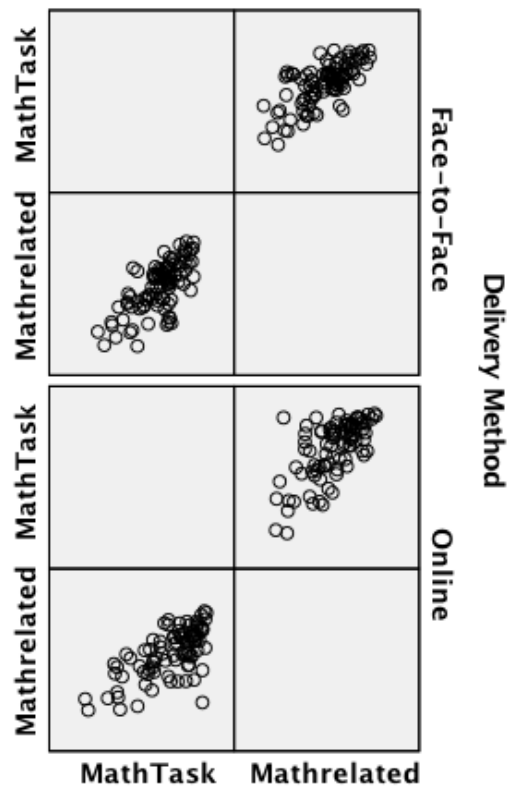 MathTask
Mathrelated
MathTask
Mathrelated
Face-to-Face
Online
Delivery Method
MathTask Mathrelated